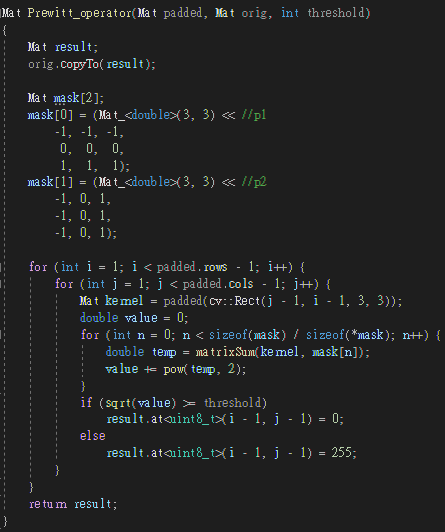 Mat Prewitt_operator(Mat padded, Mat orig, int threshold)
{
    Mat result;
    orig.copyTo(result);

    Mat mask[2];
    mask[0] = (Mat_<double>(3, 3) << //p1
        -1, -1, -1,
         0,  0,  0,
         1,  1,  1);
    mask[1] = (Mat_<double>(3, 3) << //p2
        -1, 0, 1,
        -1, 0, 1,
        -1, 0, 1);

    for (int i = 1; i < padded.rows - 1; i++) {
        for (int j = 1; j < padded.cols - 1; j++) {
            Mat kernel = padded(cv::Rect(j - 1, i - 1, 3, 3));
            double value = 0;
            for (int n = 0; n < sizeof(mask) / sizeof(*mask); n++) {
                double temp = matrixSum(kernel, mask[n]);
                value += pow(temp, 2);
            }
            if (sqrt(value) >= threshold)
                result.at<uint8_t>(i - 1, j - 1) = 0;
            else
                result.at<uint8_t>(i - 1, j - 1) = 255;
        }
    }
    return result;
}